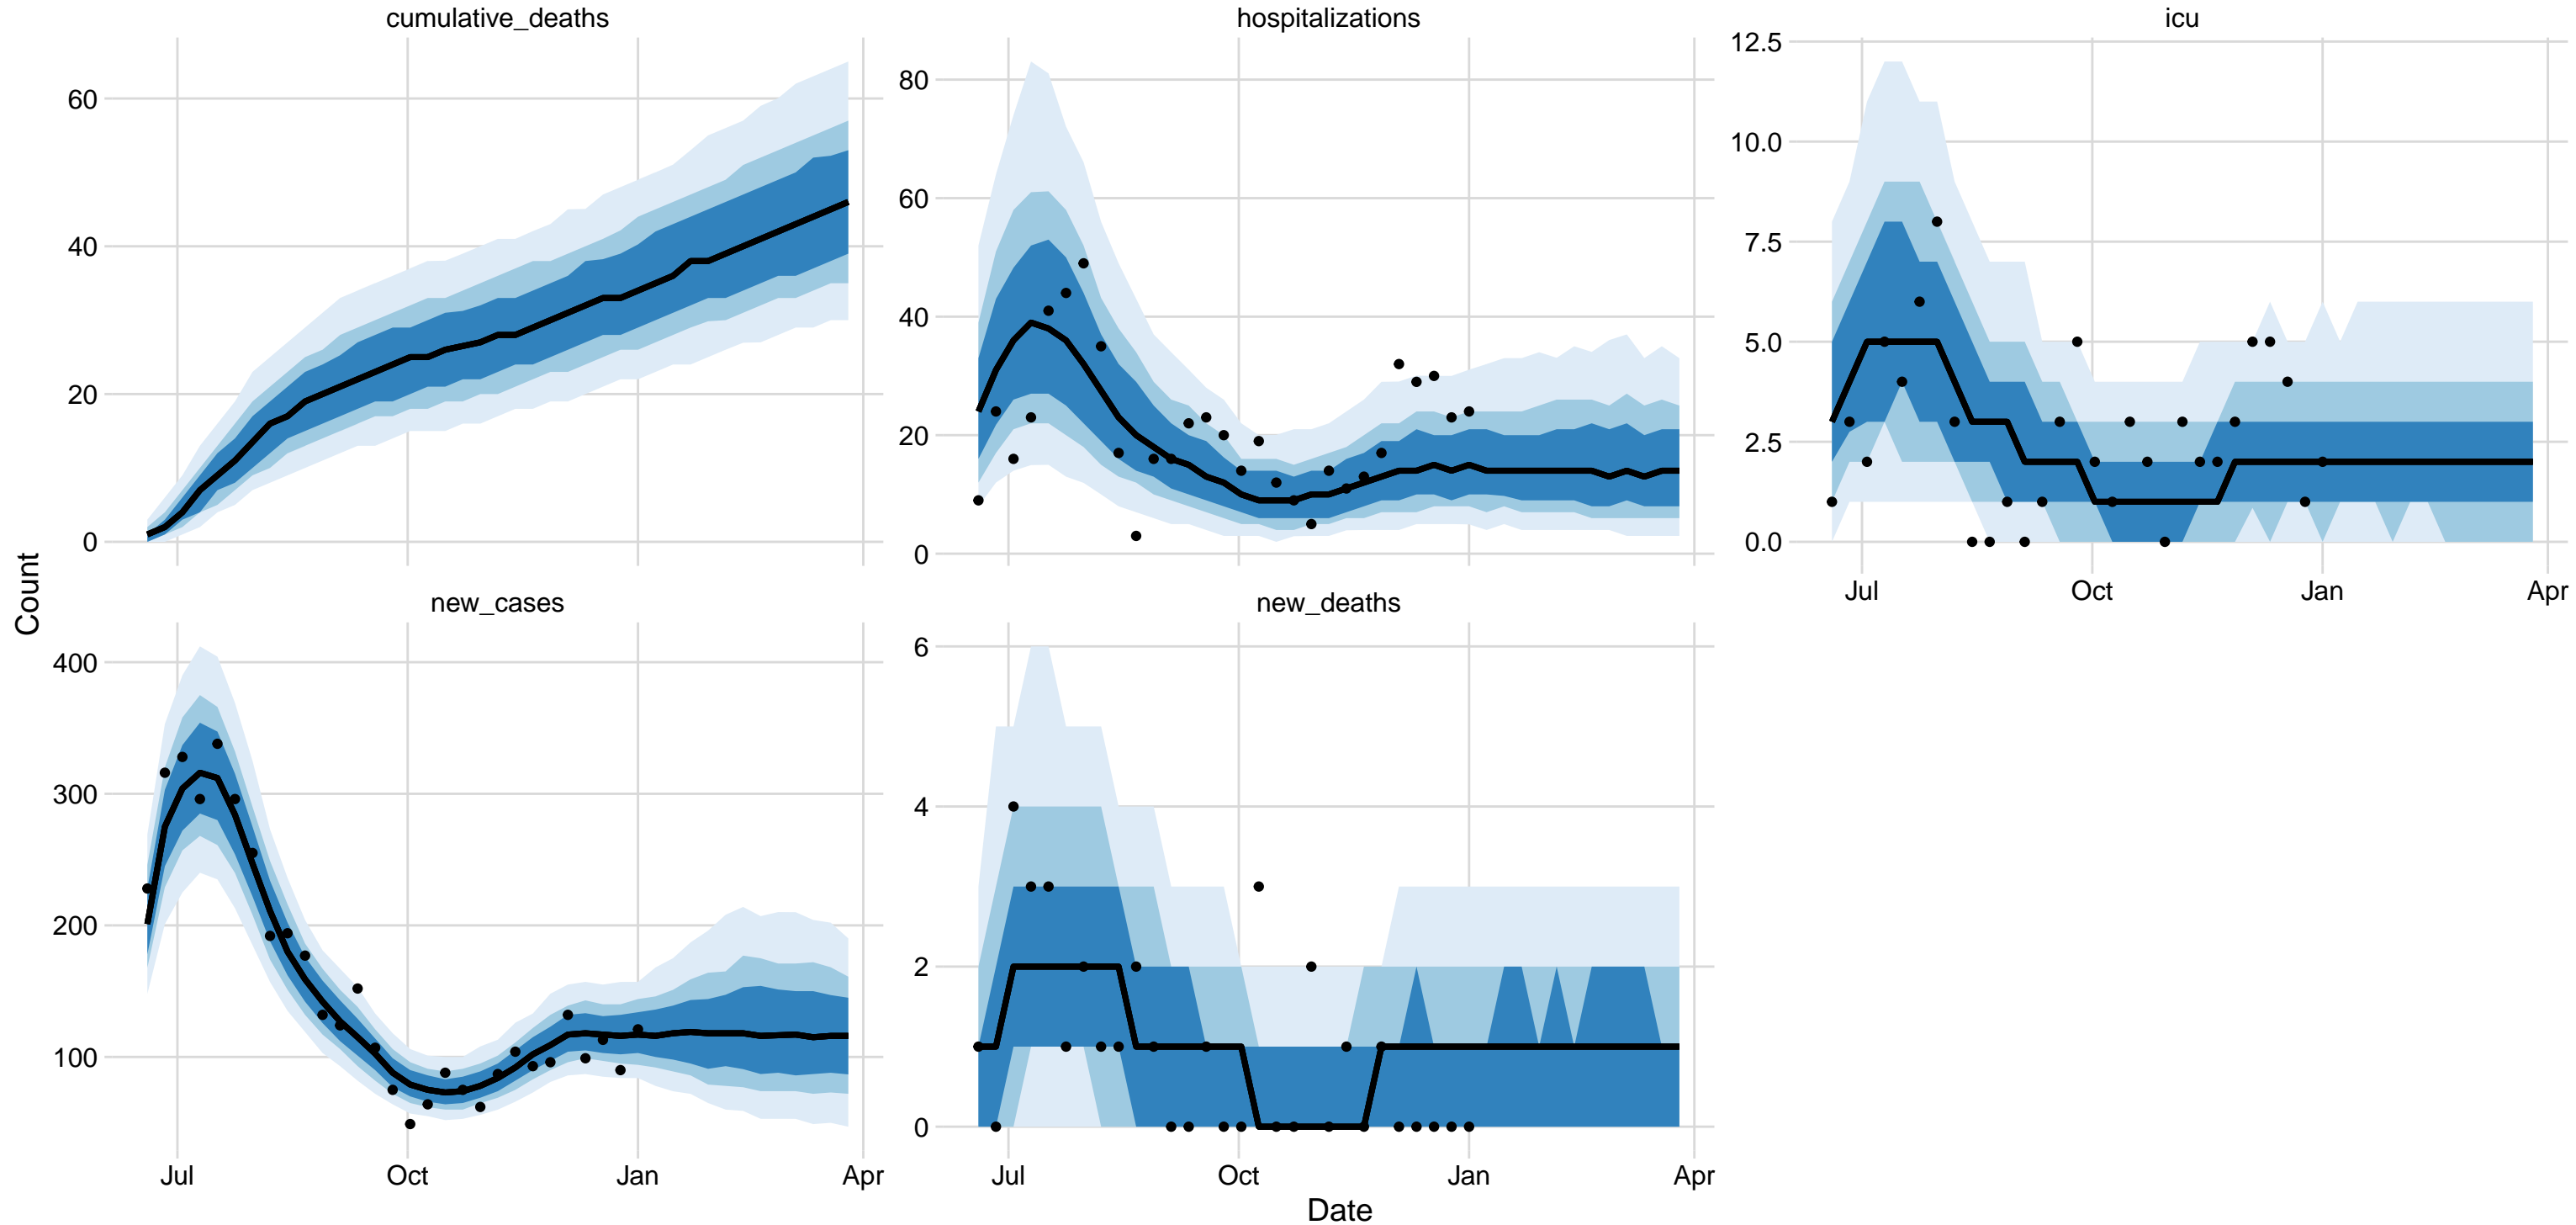 cumulative_deaths
hospitalizations
icu
60
40
20
0
80
60
40
20
0
12.5
10.0
7.5
5.0
2.5
0.0
Jul
Oct
Jan
Apr
Count
new_cases
new_deaths
400
300
200
100
6
4
2
0
Jul
Oct
Jan
Apr
Jul
Oct
Jan
Apr
Date